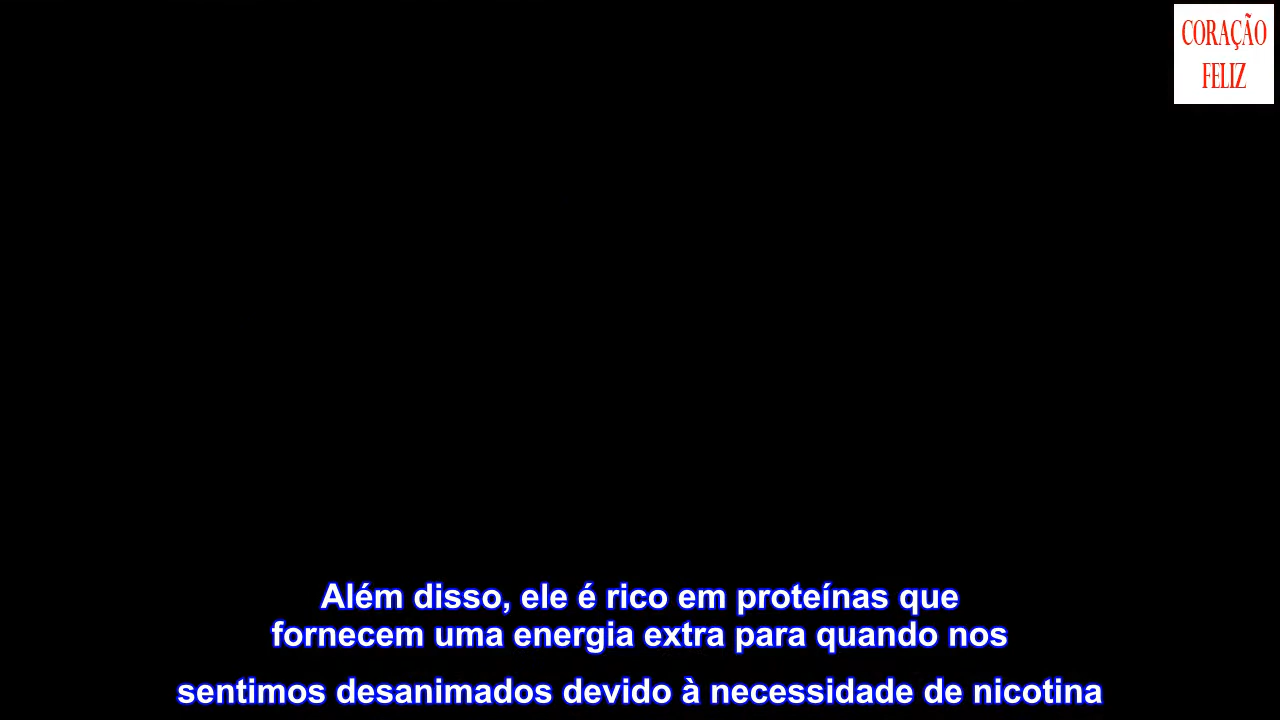 CORAÇÃO
FELIZ
Além disso, ele é rico em proteínas que
fornecem uma energia extra para quando nos
sentimos desanimados devido à necessidade de nicotina